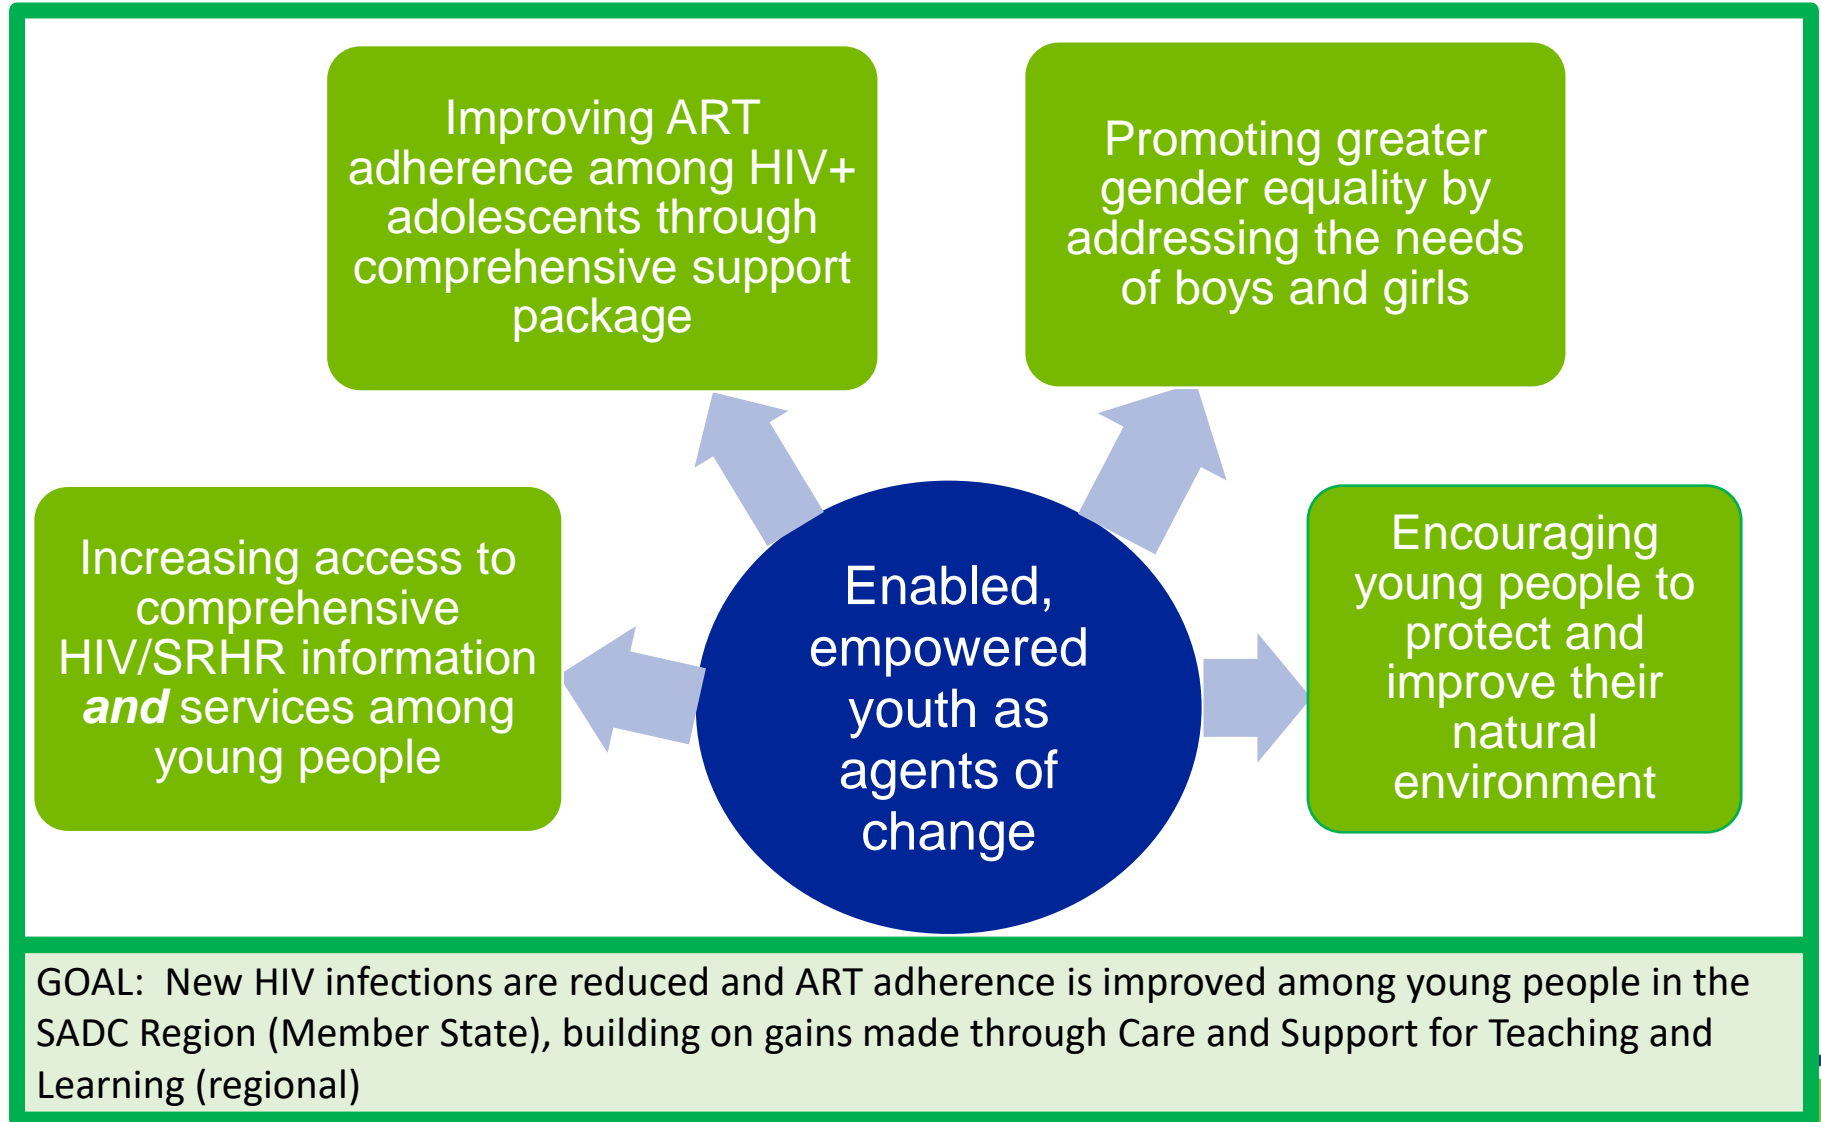 Improving ART
adherence among HIV+
adolescents through
comprehensive support
package
Promoting greater
gender equality by
addressing the needs
of boys and girls
Increasing access to
comprehensive
HIV/SRHR information
and services among
young people
Enabled,
empowered
youth as
agents of
change
Encouraging
young people to
protect and
improve their
natural
environment
GOAL: New HIV infections are reduced and ART adherence is improved among young people in the
SADC Region (Member State), building on gains made through Care and Support for Teaching and
Learning (regional)